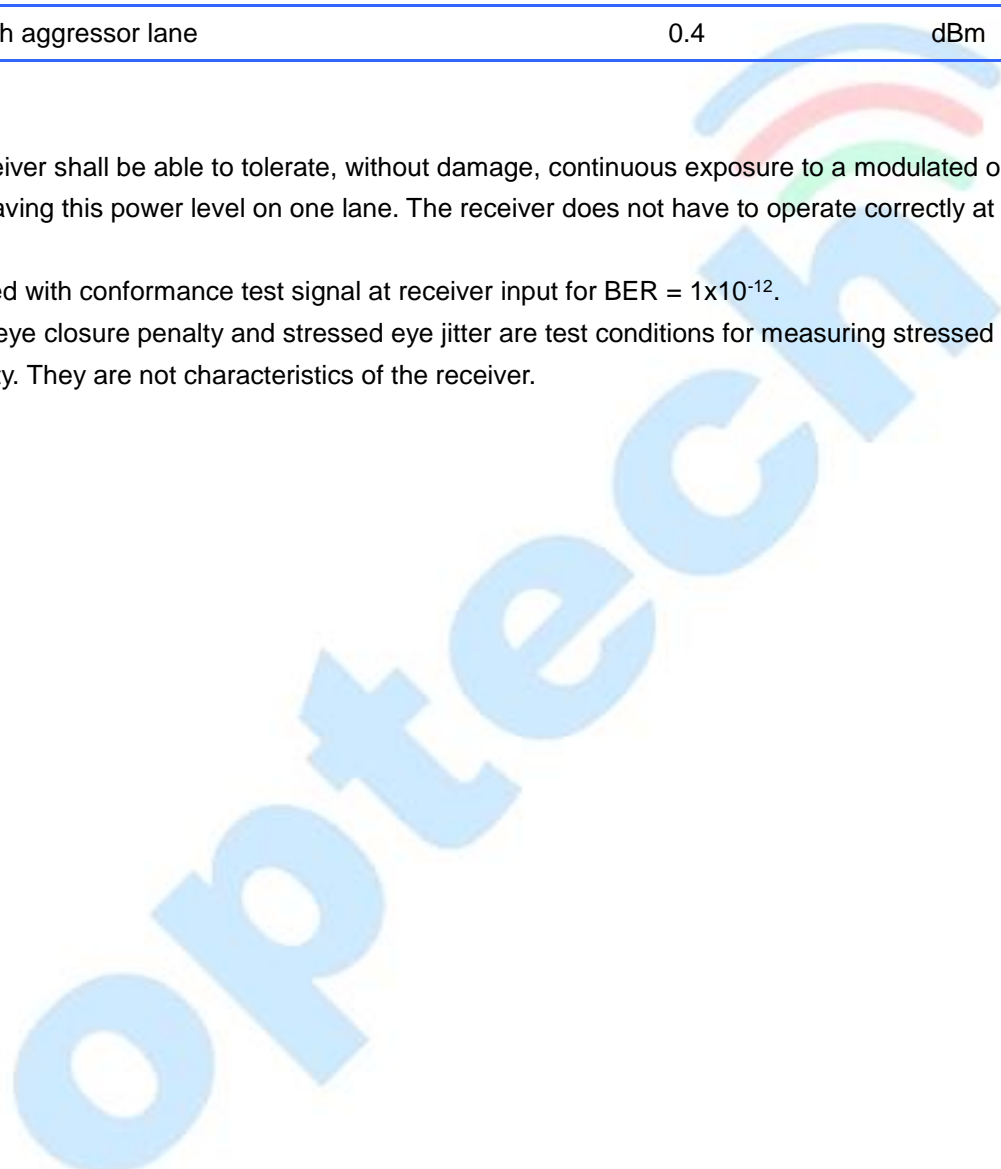 h aggressor lane 0.4 dBm
eiver shall be able to tolerate, without damage, continuous exposure to a modulated o
aving this power level on one lane. The receiver does not have to operate correctly at
ed with conformance test signal at receiver input for BER = 1x10⁻¹².
eye closure penalty and stressed eye jitter are test conditions for measuring stressed
ty. They are not characteristics of the receiver.
optech